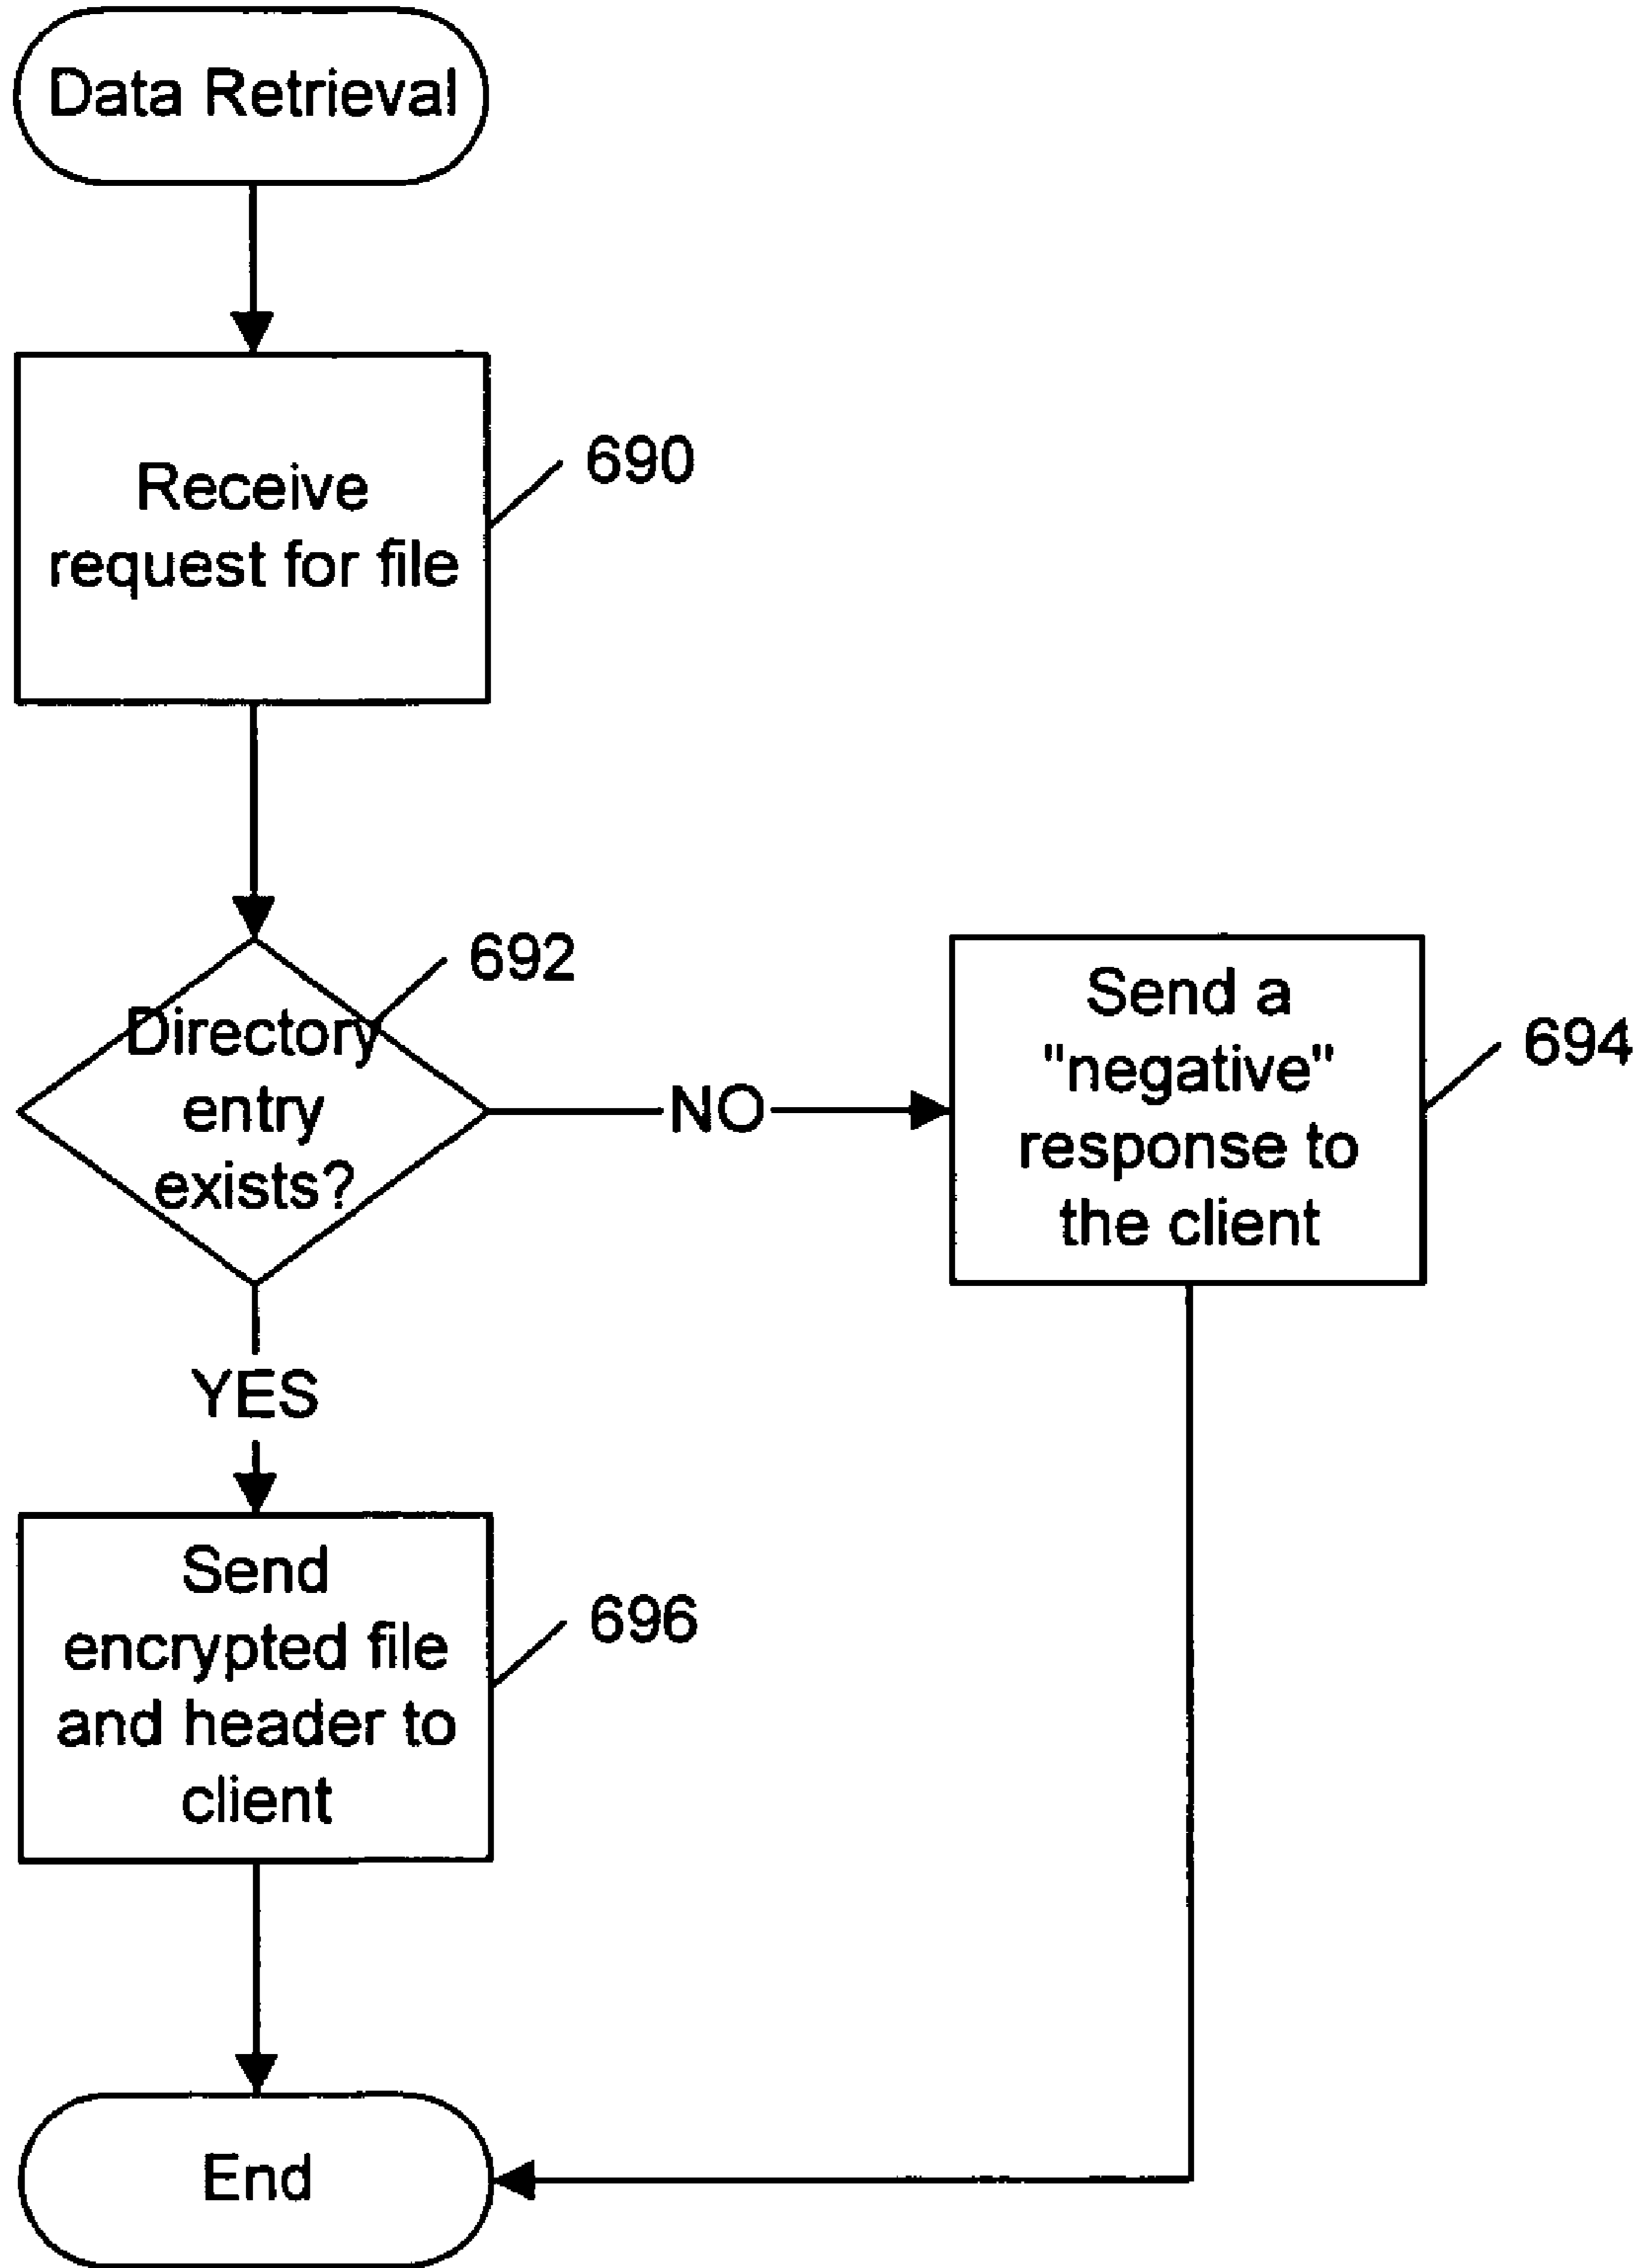 Data Retrieval
Receive
request for file
690
Directory
entry
exists?
692
NO
Send a
"negative"
response to
the client
694
YES
Send
encrypted file
and header to
client
696
End